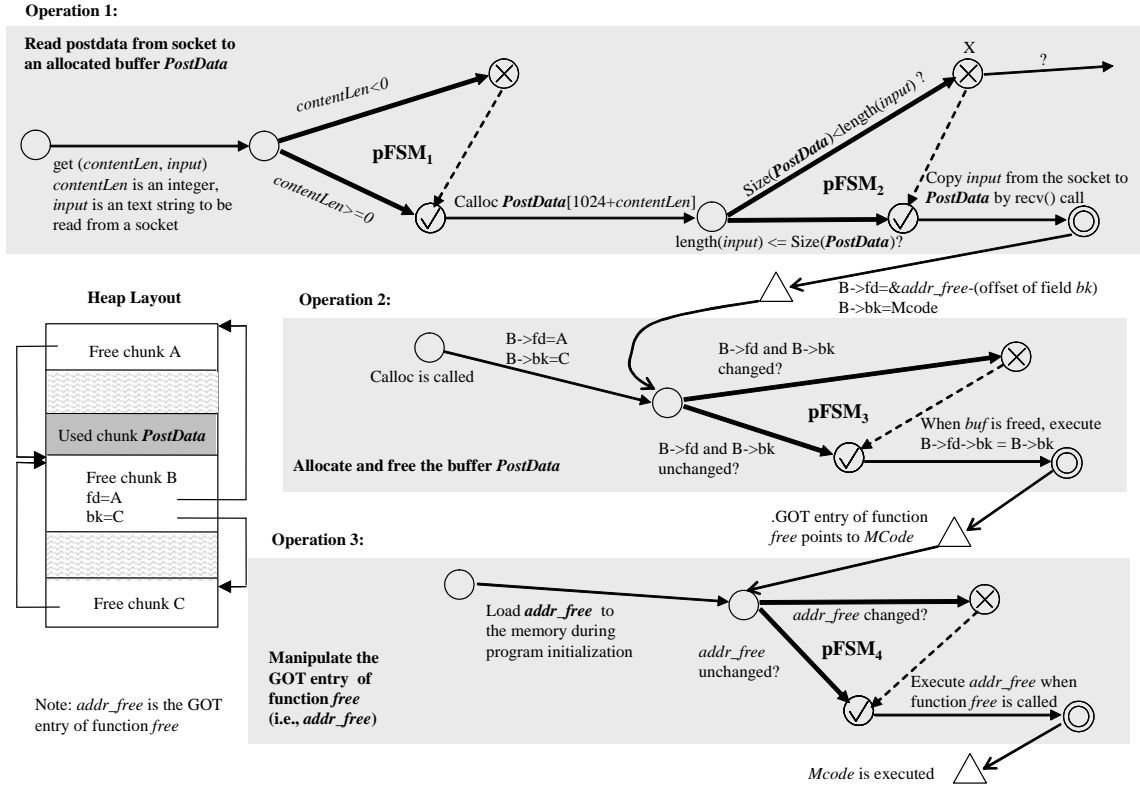 Operation 1:
Read postdata from socket to
an allocated buffer PostData
X
?
contentLen<0
Size(PostData)<length(input) ?
pFSM1
pFSM2
get (contentLen, input)
contentLen is an integer,
input is an text string to be
read from a socket
contentLen>=0
Calloc PostData[1024+contentLen]
Copy input from the socket to
PostData by recv() call
length(input) <= Size(PostData)?
Heap Layout
Free chunk A
Used chunk PostData
Free chunk B
fd=A
bk=C
Free chunk C
Note: addr_free is the GOT
entry of function free
Operation 2:
B->fd=&addr_free-(offset of field bk)
B->bk=Mcode
B->fd=A
B->bk=C
Calloc is called
B->fd and B->bk
changed?
pFSM3
B->fd and B->bk
unchanged?
When buf is freed, execute
B->fd->bk = B->bk
Allocate and free the buffer PostData
.GOT entry of function
free points to MCode
Operation 3:
Load addr_free to
the memory during
program initialization
addr_free changed?
addr_free
unchanged?
pFSM4
Manipulate the
GOT entry of
function free
(i.e., addr_free)
Execute addr_free when
function free is called
Mcode is executed